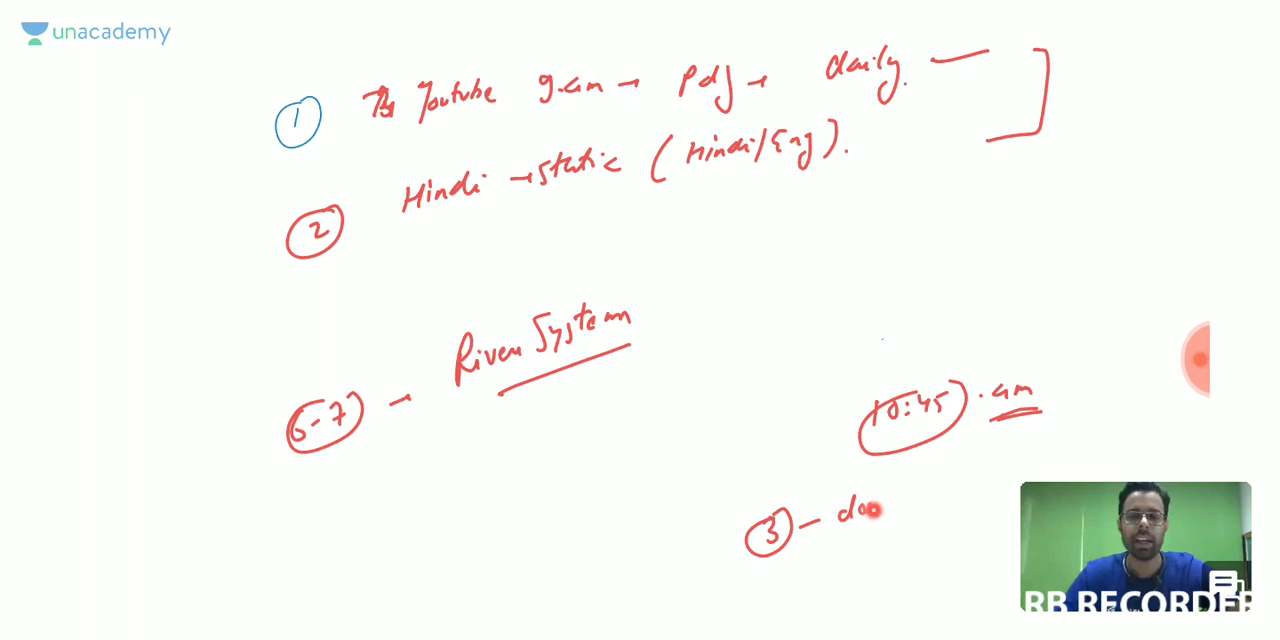 unacademy
① Youtube 9.am → Pdf → daily. —
② Hindi → static (Hindi/Eng).
6-7 - River System
10:45 . am
③ - do
RB RECORDER